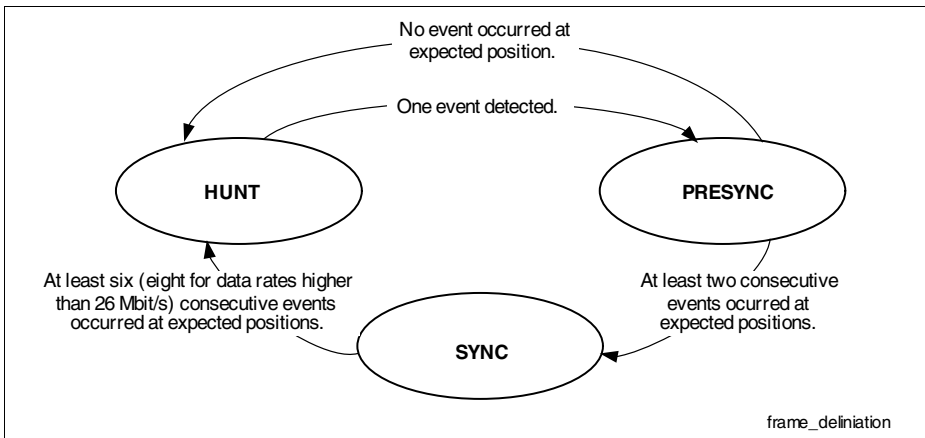 No event occurred at
expected position.
One event detected.
HUNT
PRESYNC
At least six (eight for data rates higher
than 26 Mbit/s) consecutive events
occurred at expected positions.
At least two consecutive
events ocurred at
expected positions.
SYNC
frame_deliniation